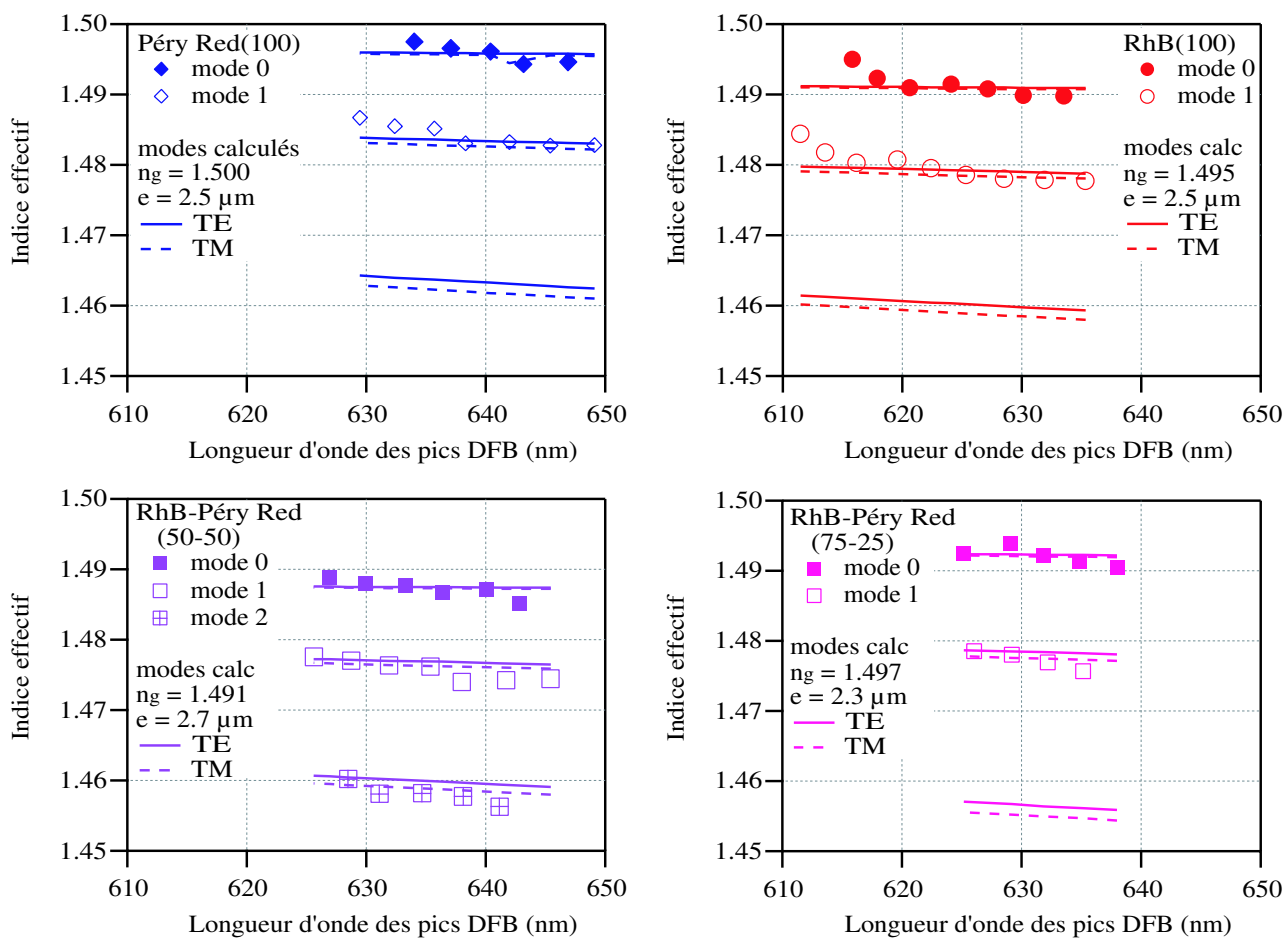 1.50
1.49
1.48
1.47
1.46
1.45
Indice effectif
Péry Red(100)
mode 0
mode 1
modes calculés
ng = 1.500
e = 2.5 µm
TE
TM
610 620 630 640 650
Longueur d'onde des pics DFB (nm)
1.50
1.49
1.48
1.47
1.46
1.45
Indice effectif
RhB(100)
mode 0
mode 1
modes calc
ng = 1.495
e = 2.5 µm
TE
TM
610 620 630 640 650
Longueur d'onde des pics DFB (nm)
1.50
1.49
1.48
1.47
1.46
1.45
Indice effectif
RhB-Péry Red
(50-50)
mode 0
mode 1
mode 2
modes calc
ng = 1.491
e = 2.7 µm
TE
TM
610 620 630 640 650
Longueur d'onde des pics DFB (nm)
1.50
1.49
1.48
1.47
1.46
1.45
Indice effectif
RhB-Péry Red
(75-25)
mode 0
mode 1
modes calc
ng = 1.497
e = 2.3 µm
TE
TM
610 620 630 640 650
Longueur d'onde des pics DFB (nm)